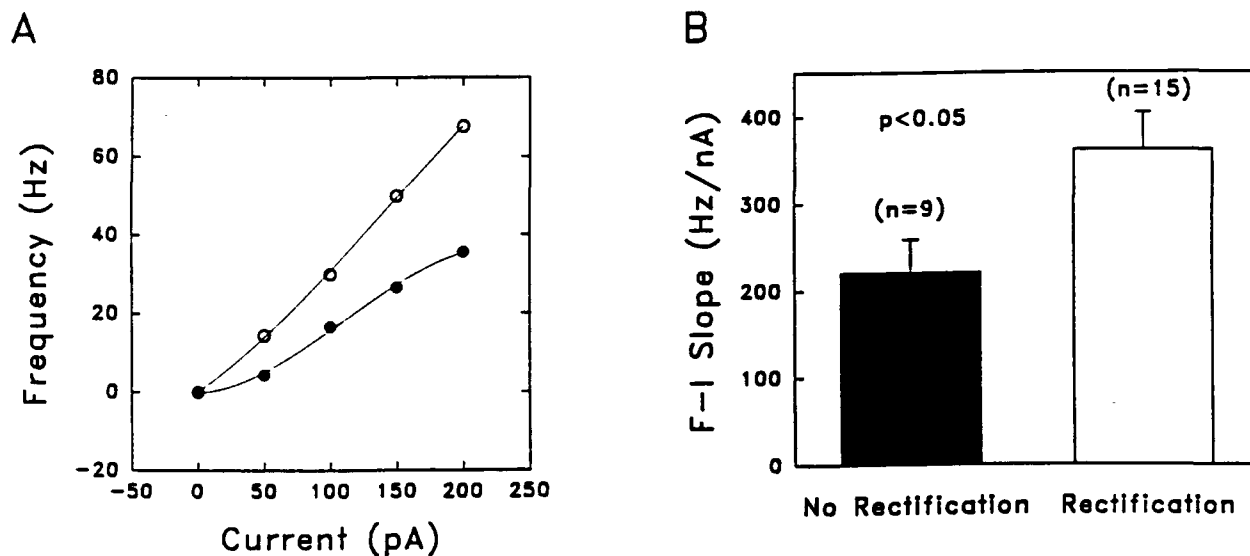 A
Frequency (Hz)
80
60
40
20
0
-20
-50 0 50 100 150 200 250
Current (pA)
B
F-I Slope (Hz/nA)
400
300
200
100
0
p<0.05
(n=9)
(n=15)
No Rectification Rectification